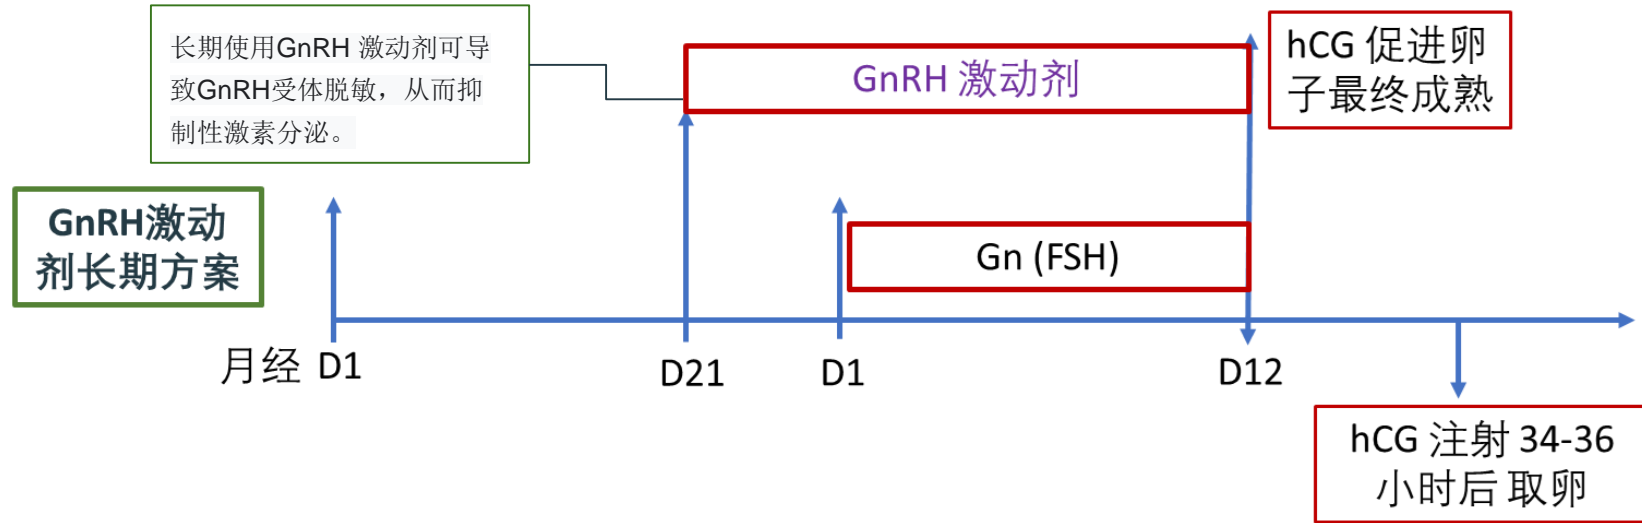 长期使用GnRH 激动剂可导
致GnRH受体脱敏，从而抑
制性激素分泌。
GnRH 激动剂
hCG 促进卵
子最终成熟
GnRH激动
剂长期方案
Gn (FSH)
月经 D1
D21
D1
D12
hCG 注射 34-36
小时后 取卵